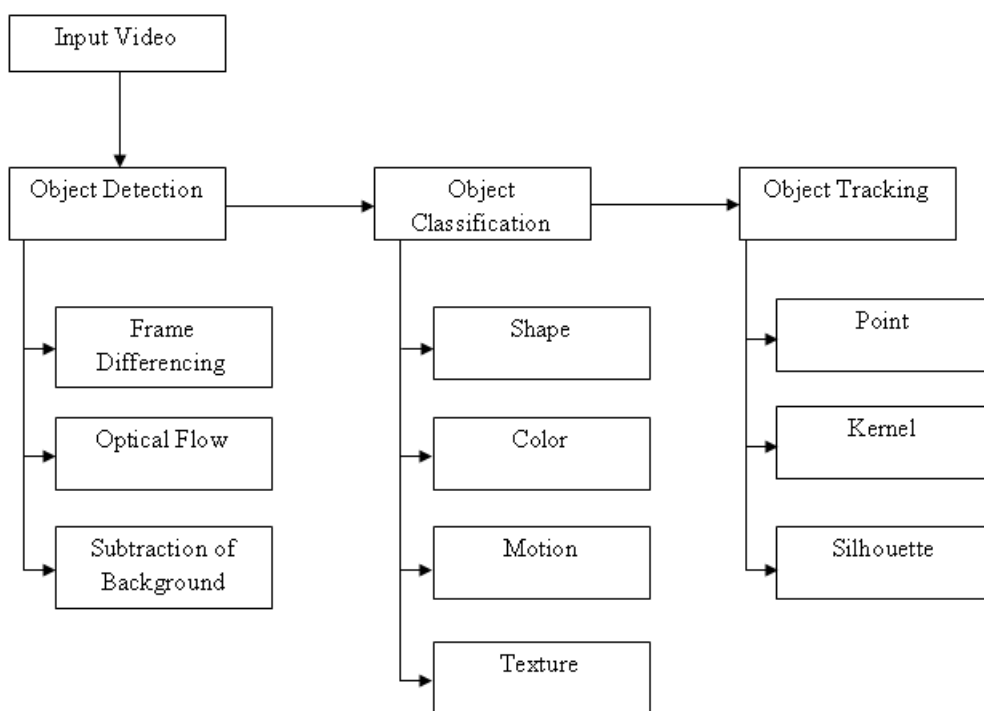 Input Video
Object Detection
Object
Classification
Object Tracking
Frame
Differencing
Optical Flow
Subtraction of
Background
Shape
Color
Motion
Texture
Point
Kernel
Silhouette